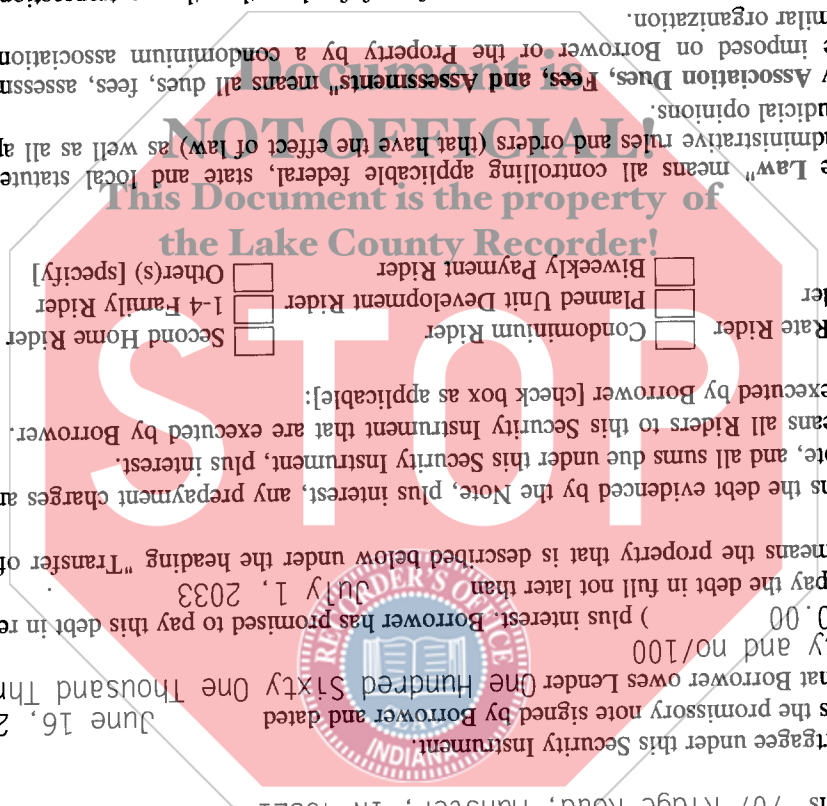 rtgagee under this Security Instrument.
s the promissory note signed by Borrower and dated June 16, 2
hat Borrower owes Lender One Hundred Sixty One Thousand Thr
y and no/100
0.00 ) plus interest. Borrower has promised to pay this debt in re
pay the debt in full not later than July 1, 2033 .
means the property that is described below under the heading "Transfer of
ns the debt evidenced by the Note, plus interest, any prepayment charges an
ote, and all sums due under this Security Instrument, plus interest.
eans all Riders to this Security Instrument that are executed by Borrower.
executed by Borrower [check box as applicable]:
Rate Rider Condominium Rider Second Home Rider
der Planned Unit Development Rider 1-4 Family Rider
Biweekly Payment Rider Other(s) [specify]
e Law" means all controlling applicable federal, state and local statute
dministrative rules and orders (that have the effect of law) as well as all ap
udicial opinions.
y Association Dues, Fees, and Assessments" means all dues, fees, assessm
e imposed on Borrower or the Property by a condominium association
milar organization.
Document is
NOT OFFICIAL!
This Document is the property of
the Lake County Recorder!
STOP
RECORDER'S OFFICE
SEAL
INDIANA